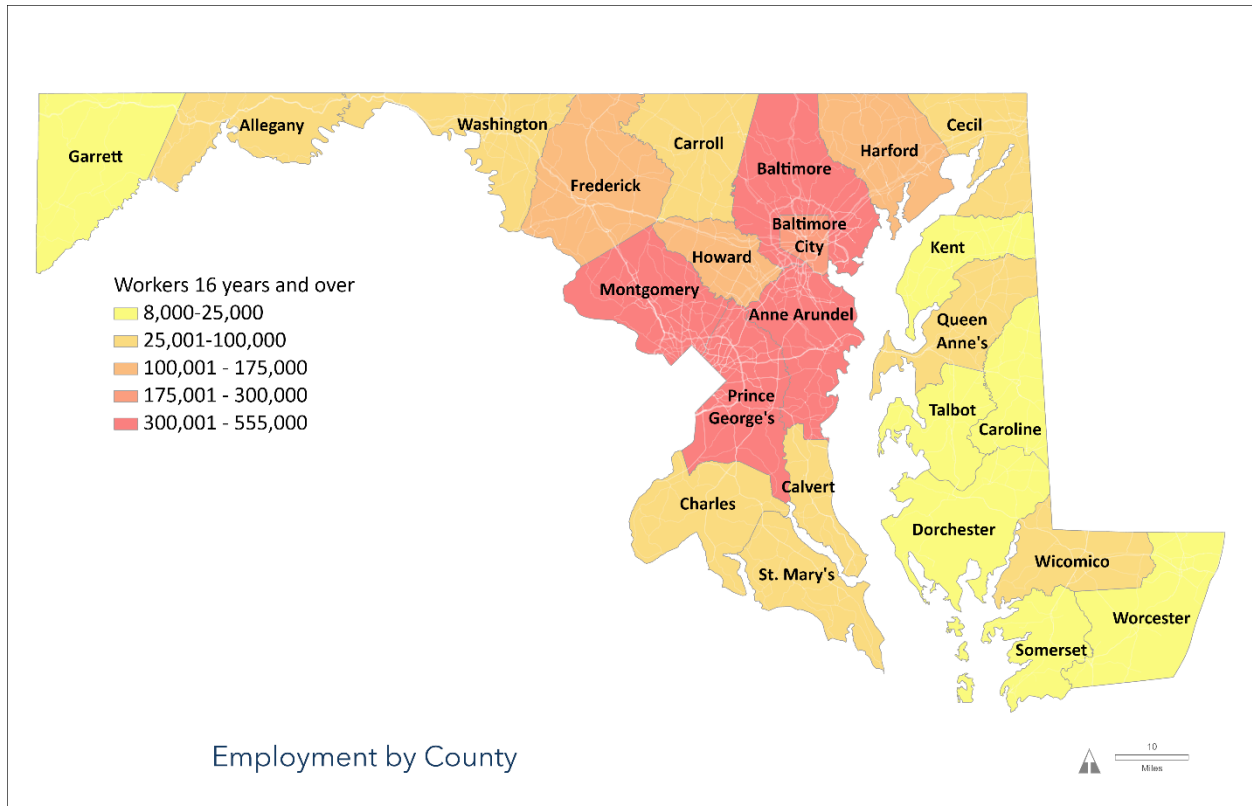 Garrett
Allegany
Washington
Frederick
Carroll
Baltimore
Harford
Cecil
Baltimore
City
Howard
Kent
Montgomery
Anne Arundel
Queen
Anne's
Prince
George's
Talbot
Caroline
Calvert
Charles
Dorchester
St. Mary's
Wicomico
Worcester
Somerset
Workers 16 years and over
8,000-25,000
25,001-100,000
100,001 - 175,000
175,001 - 300,000
300,001 - 555,000
Employment by County
10
Miles